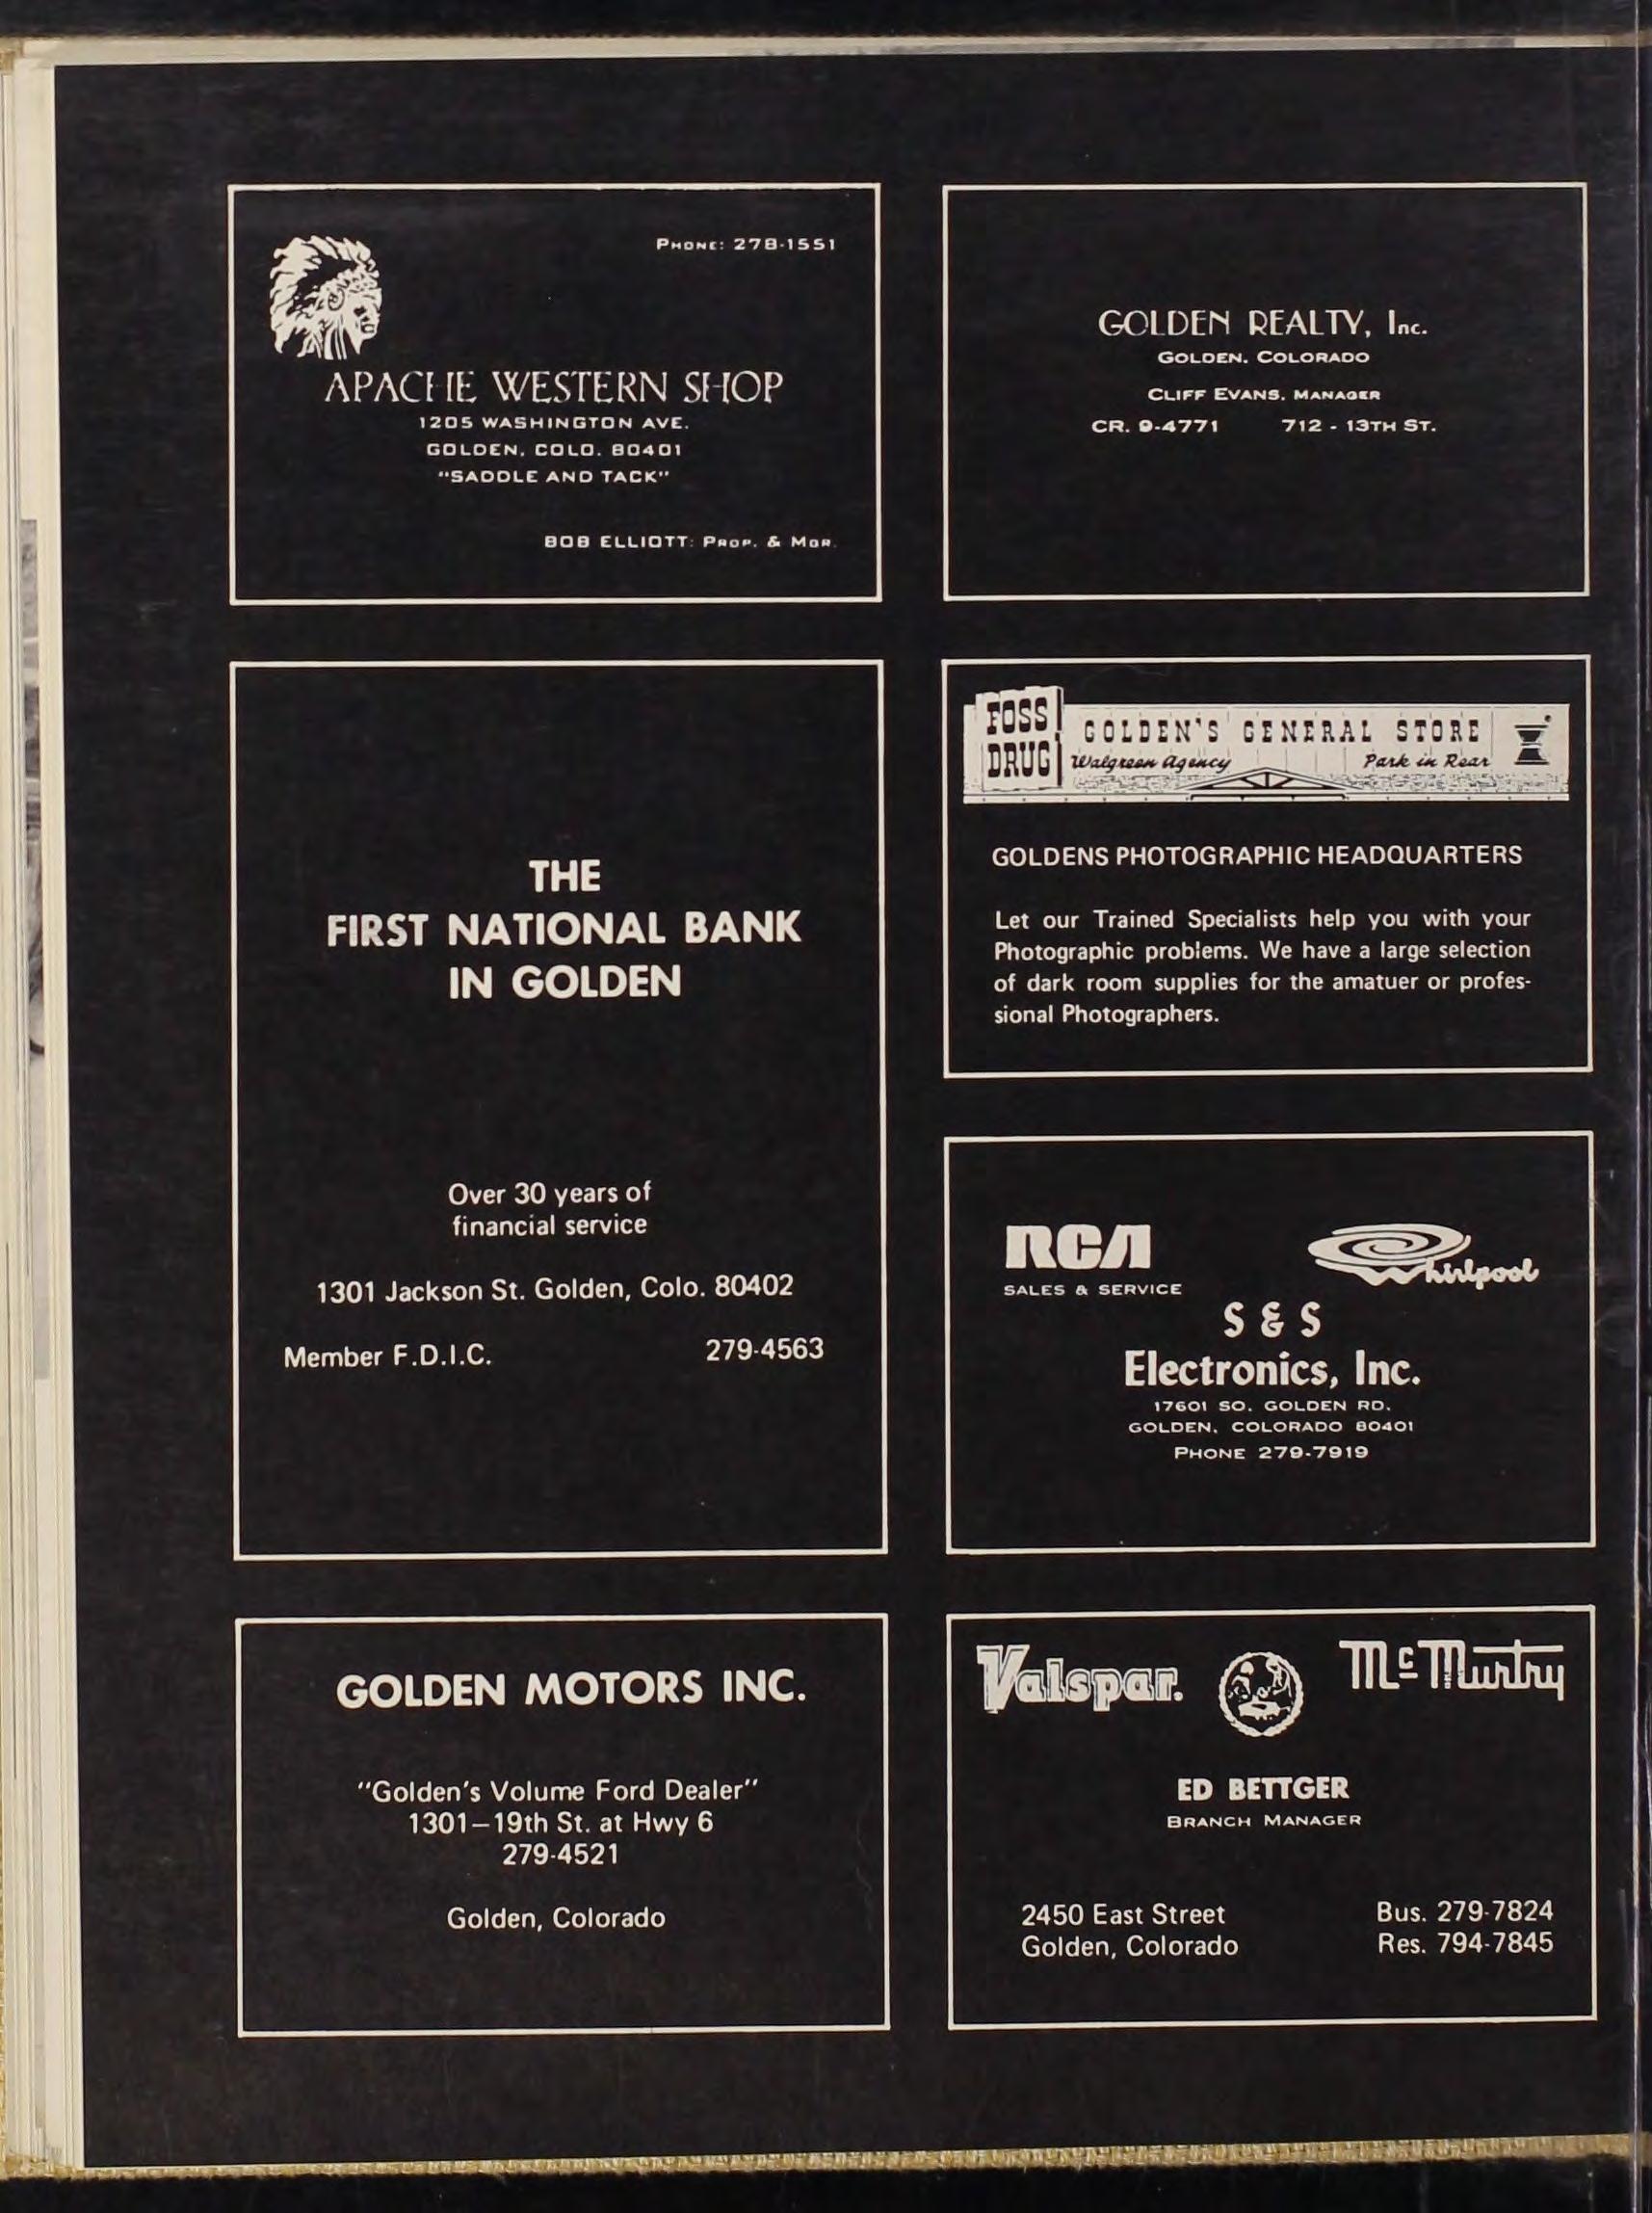 PHONE: 278-1551
APACHE WESTERN SHOP
1205 WASHINGTON AVE.
GOLDEN, COLO. 80401
"SADDLE AND TACK"
BOB ELLIOTT: PROP. & MGR.
GOLDEN REALTY, Inc.
GOLDEN, COLORADO
CLIFF EVANS, MANAGER
CR. 9-4771 712 - 13TH ST.
THE
FIRST NATIONAL BANK
IN GOLDEN
Over 30 years of
financial service
1301 Jackson St. Golden, Colo. 80402
Member F.D.I.C. 279-4563
FOSS
DRUG
GOLDEN'S GENERAL STORE
Walgreen Agency Park in Rear
GOLDENS PHOTOGRAPHIC HEADQUARTERS
Let our Trained Specialists help you with your
Photographic problems. We have a large selection
of dark room supplies for the amatuer or profes-
sional Photographers.
RCA Whirlpool
SALES & SERVICE
S & S
Electronics, Inc.
17601 SO. GOLDEN RD.
GOLDEN, COLORADO 80401
PHONE 279-7919
GOLDEN MOTORS INC.
"Golden's Volume Ford Dealer"
1301—19th St. at Hwy 6
279-4521
Golden, Colorado
Valspar. McMurtry
ED BETTGER
BRANCH MANAGER
2450 East Street Bus. 279-7824
Golden, Colorado Res. 794-7845